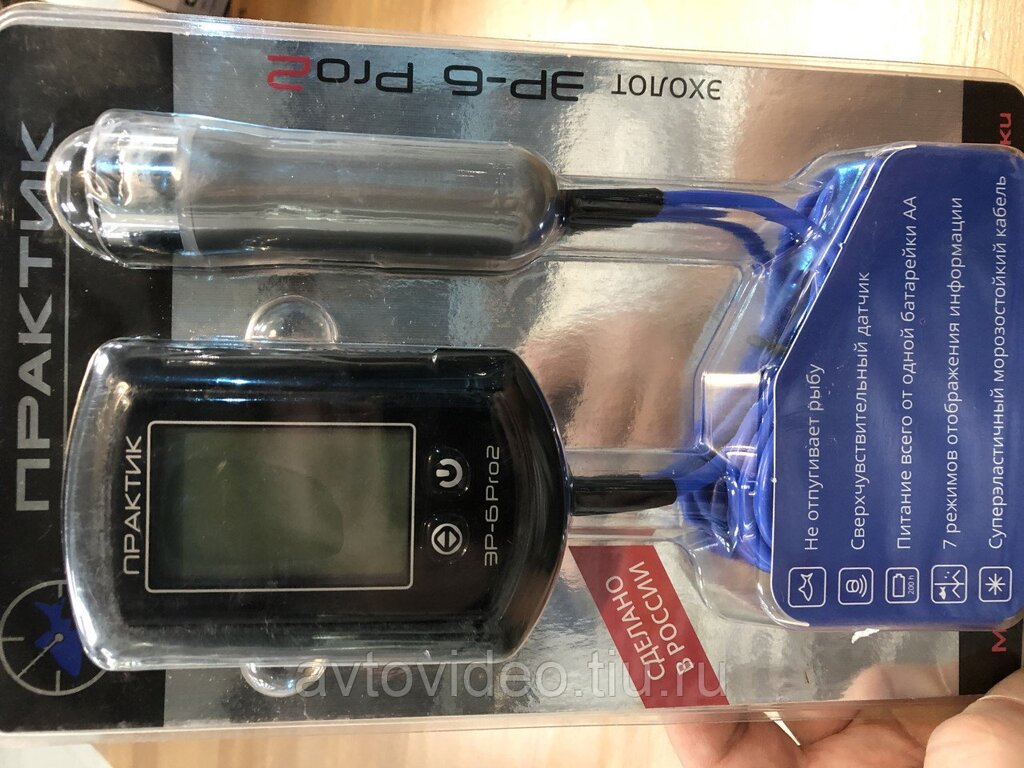 ПРАКТИК
ЭХОЛОТ ЭР-6 Pro2
ПРАКТИК
ЭР-6 Pro2
СДЕЛАНО
В РОССИИ
Не отпугивает рыбу
Сверхчувствительный датчик
200 h
Питание всего от одной батарейки АА
7 режимов отображения информации
Суперэластичный морозостойкий кабель
avtovideo.tiu.ru